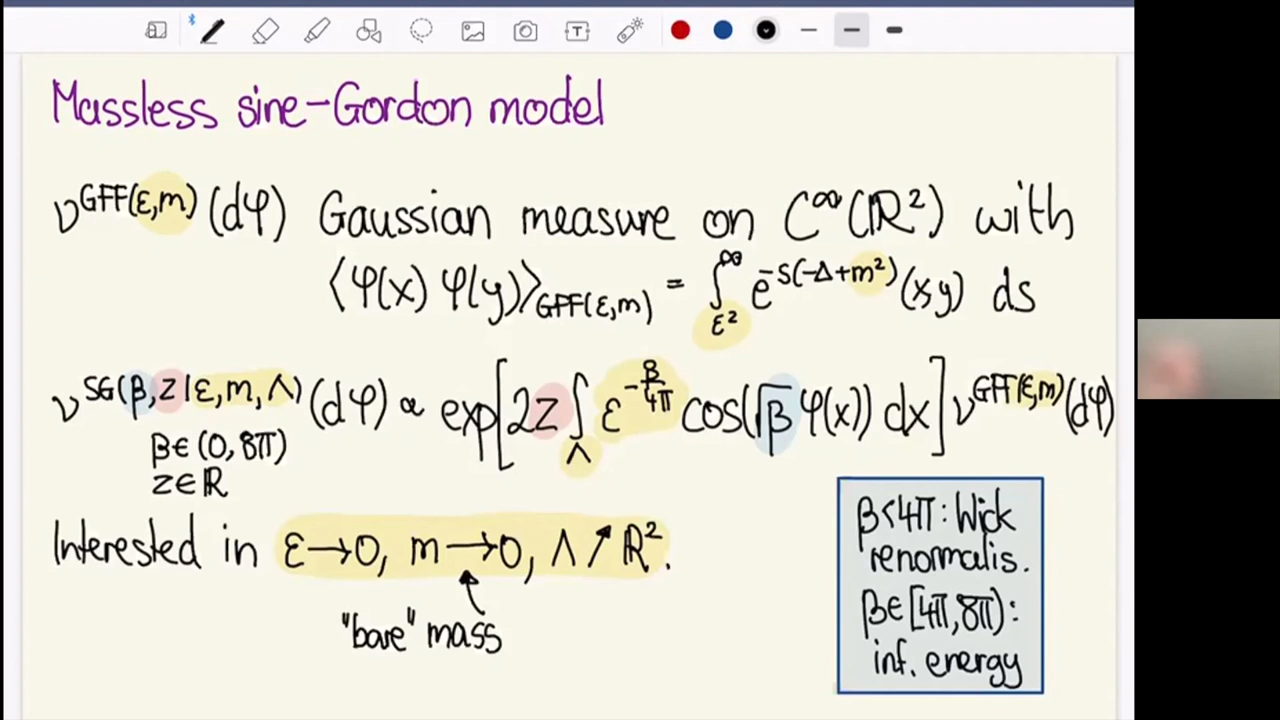 Massless sine-Gordon model
ν^GFF(ε,m) (dφ) Gaussian measure on C^∞(ℝ²) with
⟨φ(x) φ(y)⟩_GFF(ε,m) = ∫_ε²^∞ e^-s(-Δ+m²) (x,y) ds
ν^SG(β,z|ε,m,Λ) (dφ) ∝ exp[2z ∫_Λ ε^-β/4π cos(√β φ(x)) dx] ν^GFF(ε,m) (dφ)
β∈(0,8π)
z∈ℝ
Interested in ε→0, m→0, Λ↗ℝ².
"bare" mass
β<4π: Wick
renormalis.
β∈[4π,8π):
inf. energy